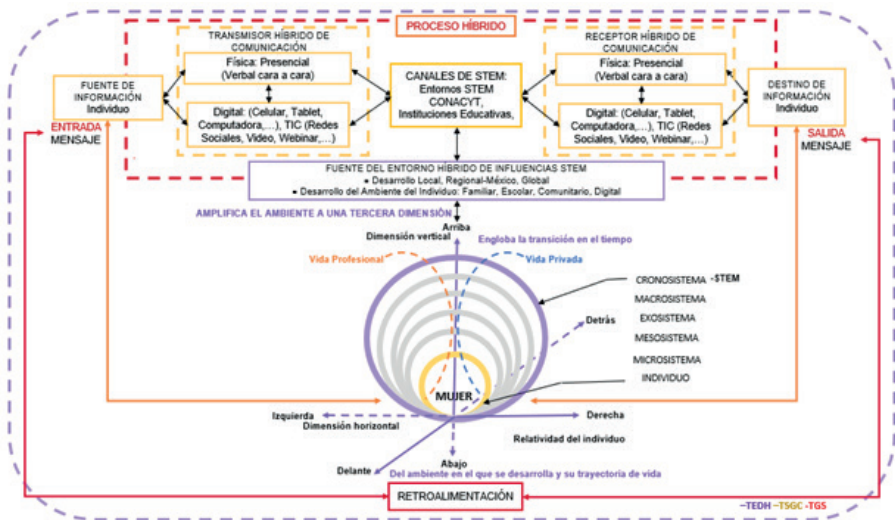 PROCESO HÍBRIDO
TRANSMISOR HÍBRIDO DE
COMUNICACIÓN
Física: Presencial
(Verbal cara a cara)
Digital: (Celular, Tablet,
Computadora,…), TIC (Redes
Sociales, Video, Webinar,…)
FUENTE DE
INFORMACIÓN
Individuo
ENTRADA
MENSAJE
CANALES DE STEM:
Entornos STEM
CONACYT,
Instituciones Educativas,
RECEPTOR HÍBRIDO DE
COMUNICACIÓN
Física: Presencial
(Verbal cara a cara)
Digital: (Celular, Tablet,
Computadora,…), TIC (Redes
Sociales, Video, Webinar,…)
DESTINO DE
INFORMACIÓN
Individuo
SALIDA
MENSAJE
FUENTE DEL ENTORNO HÍBRIDO DE INFLUENCIAS STEM
● Desarrollo Local, Regional-México, Global
● Desarrollo del Ambiente del Individuo: Familiar, Escolar, Comunitario, Digital
AMPLIFICA EL AMBIENTE A UNA TERCERA DIMENSIÓN
Arriba
Dimensión vertical
Engloba la transición en el tiempo
Vida Profesional
Vida Privada
CRONOSISTEMA -STEM
MACROSISTEMA
Detrás
EXOSISTEMA
MESOSISTEMA
MICROSISTEMA
INDIVIDUO
MUJER
Izquierda
Dimensión horizontal
Derecha
Relatividad del individuo
Abajo
Delante
Del ambiente en el que se desarrolla y su trayectoria de vida
RETROALIMENTACIÓN
–TEDH –TSGC -TGS